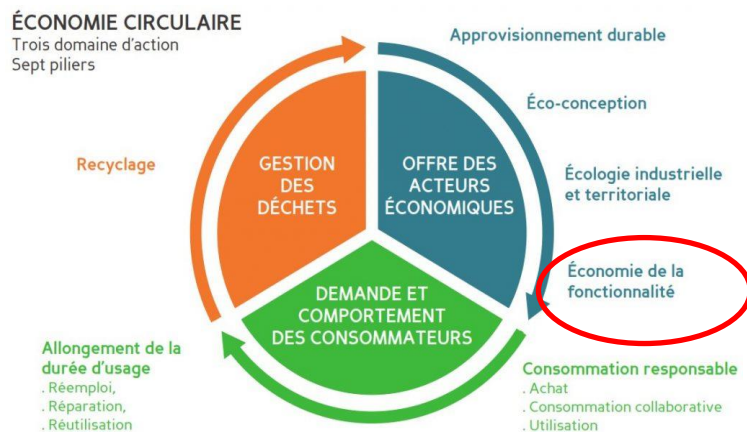 ÉCONOMIE CIRCULAIRE
Trois domaine d'action
Sept piliers
Approvisionnement durable
Éco-conception
Écologie industrielle
et territoriale
Économie de la
fonctionnalité
Recyclage
GESTION
DES
DÉCHETS
OFFRE DES
ACTEURS
ÉCONOMIQUES
DEMANDE ET
COMPORTEMENT
DES CONSOMMATEURS
Allongement de la
durée d'usage
. Réemploi,
. Réparation,
. Réutilisation
Consommation responsable
. Achat
. Consommation collaborative
. Utilisation